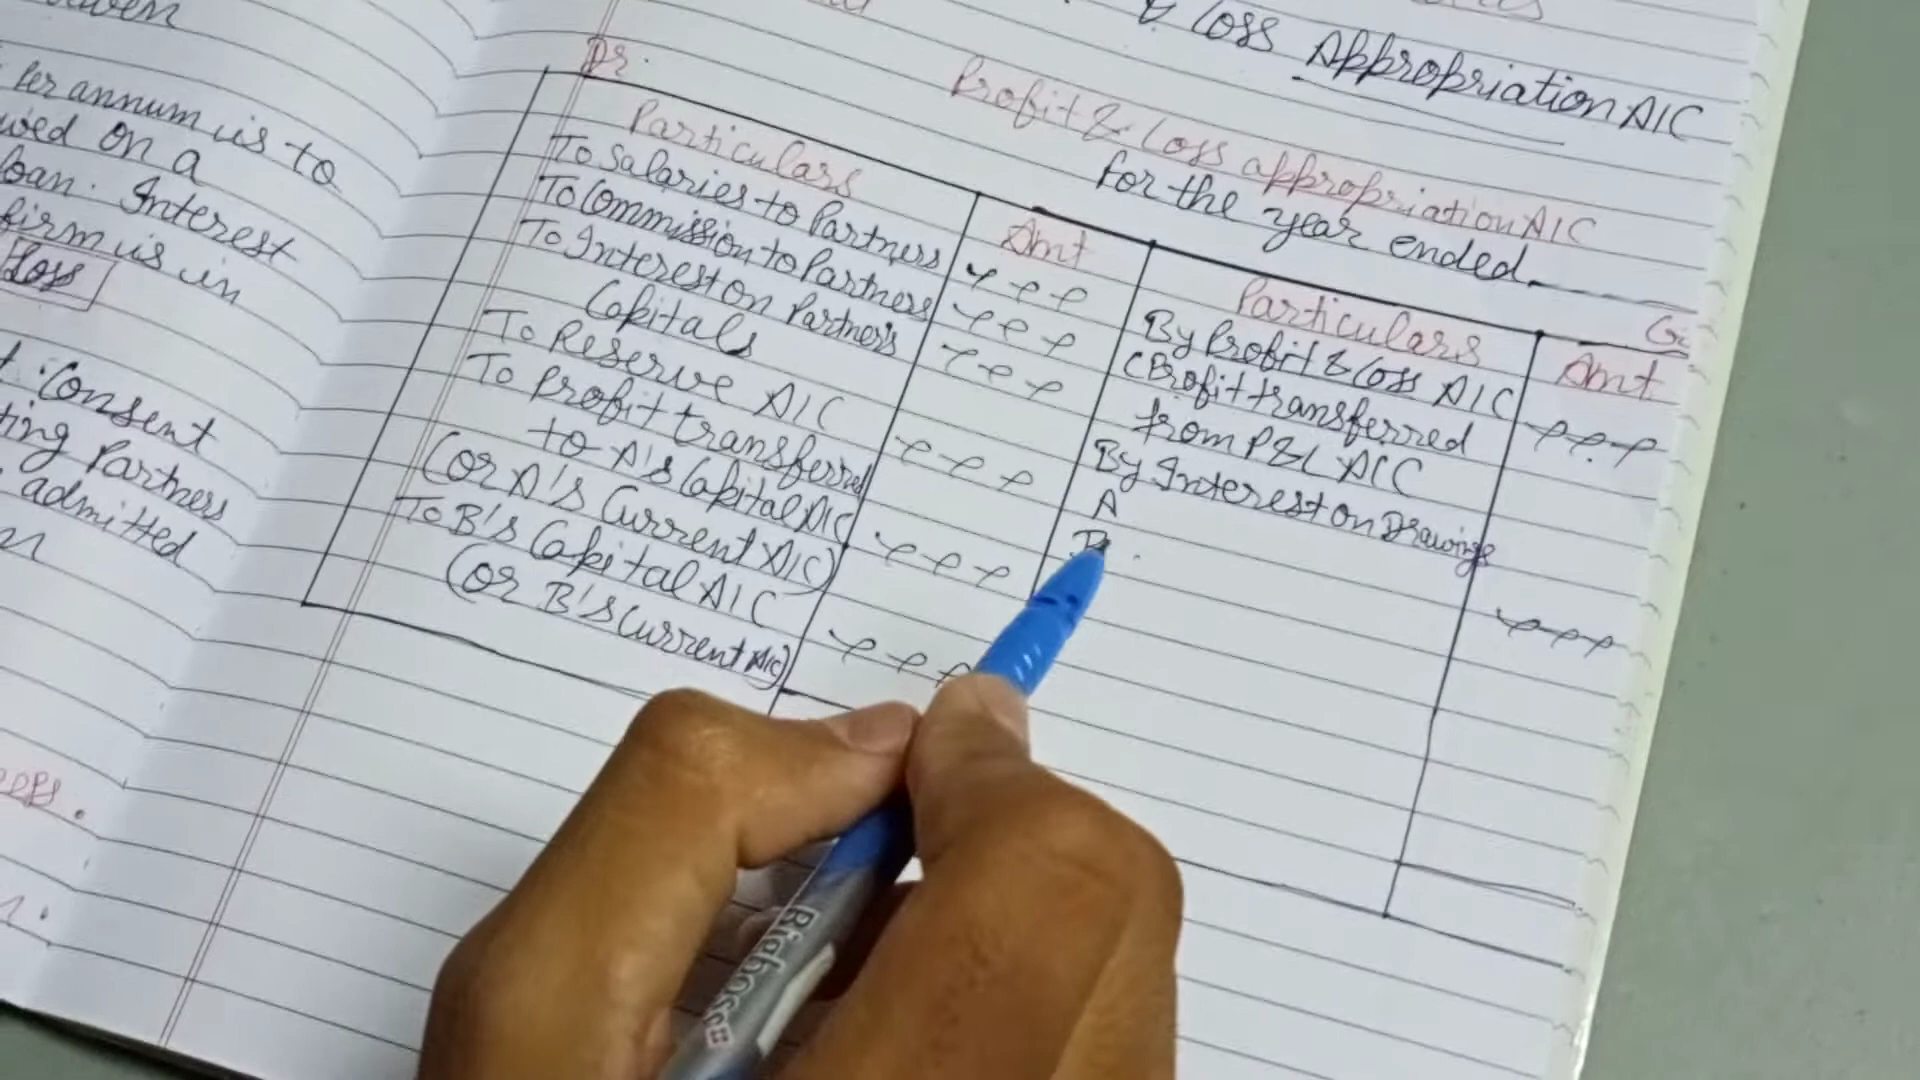 & Loss Appropriation A/C
Per annum is to
on a
loan. Interest
firm is in
Loss
Consent
ting Partners
admitted
Dr.
Profit & Loss appropriation A/C
for the year ended.
Particulars
Amt
Particulars
Amt
To Salaries to Partners
To Commission to Partners
To Interest on Partner's
Capitals
To Reserve A/C
To Profit transferred
to A's Capital A/C
(or A's Current A/C)
To B's Capital A/C
(or B's Current A/C)
By Profit & Loss A/C
(Profit transferred
from P&L A/C
By Interest on Drawings
A
B
Bigboss